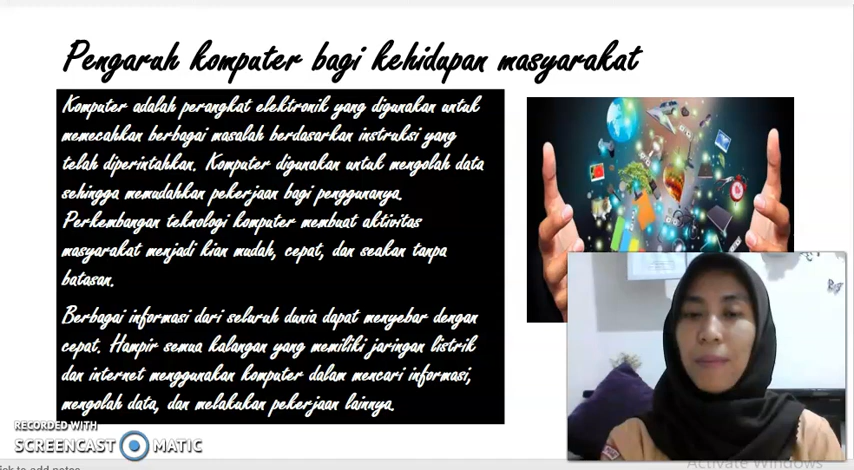 Pengaruh komputer bagi kehidupan masyarakat
Komputer adalah perangkat elektronik yang digunakan untuk
memecahkan berbagai masalah berdasarkan instruksi yang
telah diperintahkan. Komputer digunakan untuk mengolah data
sehingga memudahkan pekerjaan bagi penggunanya.
Perkembangan teknologi komputer membuat aktivitas
masyarakat menjadi kian mudah, cepat, dan seakan tanpa
batasan.
Berbagai informasi dari seluruh dunia dapat menyebar dengan
cepat. Hampir semua kalangan yang memiliki jaringan listrik
dan internet menggunakan komputer dalam mencari informasi,
mengolah data, dan melakukan pekerjaan lainnya.
RECORDED WITH
SCREENCAST MATIC
Activate Windows
to add notes